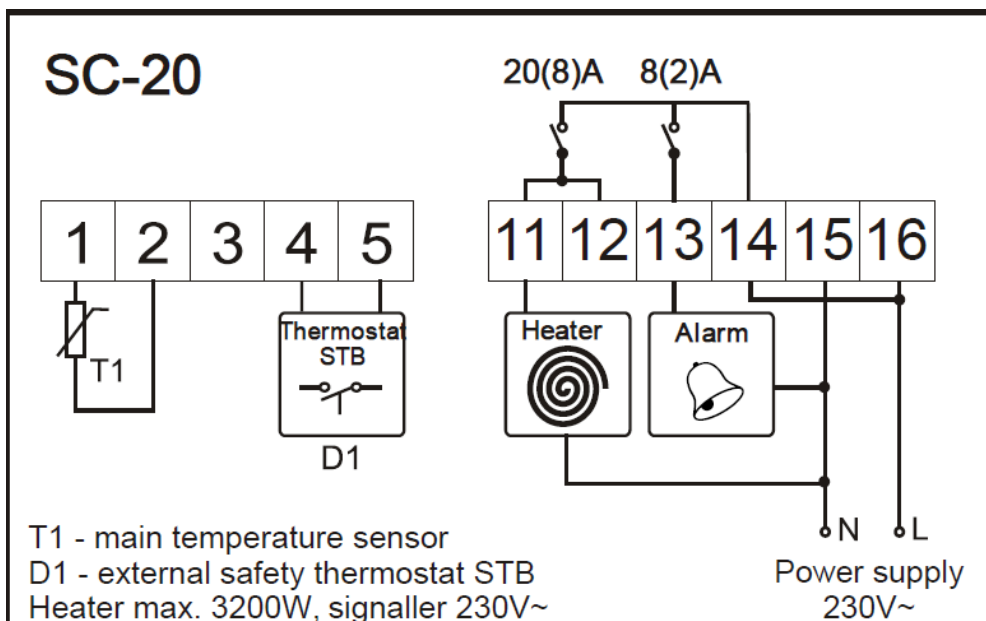 SC-20
20(8)A 8(2)A
1 2 3 4 5
11 12 13 14 15 16
Thermostat
STB
T1
D1
Heater
Alarm
N L
Power supply
230V~
T1 - main temperature sensor
D1 - external safety thermostat STB
Heater max. 3200W, signaller 230V~